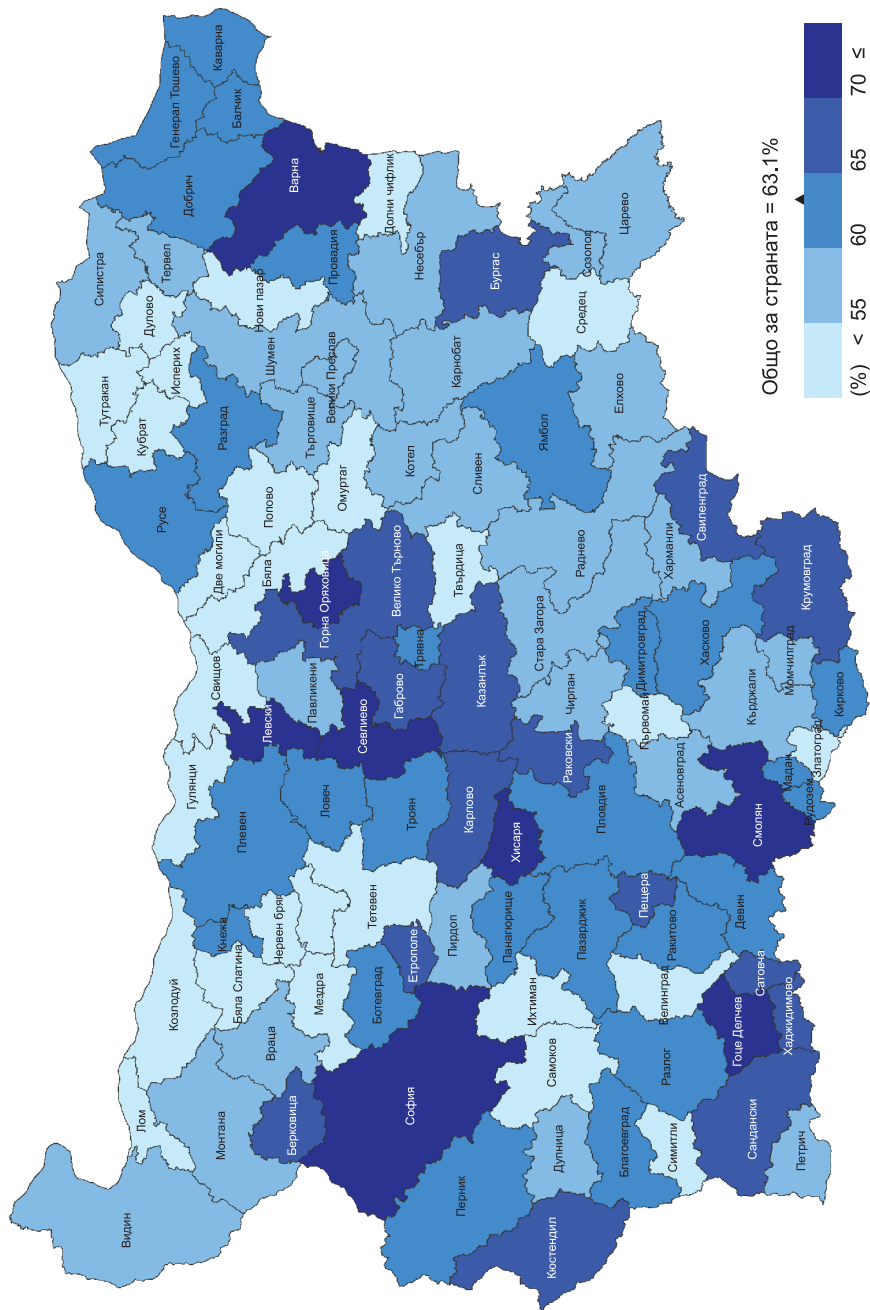 Видин
Лом
Козлодуй
Гулянци
Свищов
Русе
Тутракан
Силистра
Две могили
Кубрат
Дулово
Тервел
Исперих
Генерал Тошево
Добрич
Каварна
Балчик
Монтана
Бяла Слатина
Кнежа
Плевен
Левски
Бяла
Попово
Разград
Нови пазар
Враца
Червен бряг
Павликени
Горна Оряховица
Шумен
Варна
Берковица
Мездра
Ловеч
Омуртаг
Търговище
Велики Преслав
Провадия
Ботевград
Тетевен
Севлиево
Габрово
Велико Търново
Долни чифлик
София
Етрополе
Троян
Трявна
Котел
Несебър
Перник
Пирдоп
Карлово
Казанлък
Твърдица
Сливен
Карнобат
Бургас
Панагюрище
Хисаря
Ихтиман
Самоков
Стара Загора
Ямбол
Кюстендил
Дупница
Пазарджик
Пловдив
Раковски
Чирпан
Раднево
Средец
Созопол
Благоевград
Първомай
Димитровград
Елхово
Царево
Симитли
Разлог
Велинград
Ракитово
Пещера
Асеновград
Харманли
Сандански
Гоце Делчев
Девин
Хасково
Свиленград
Петрич
Хаджидимово
Сатовча
Смолян
Кърджали
Момчилград
Крумовград
Рудозем
Мадан
Златоград
Кирково
Общо за страната = 63.1%
(%) < 55 60 65 70 ≤